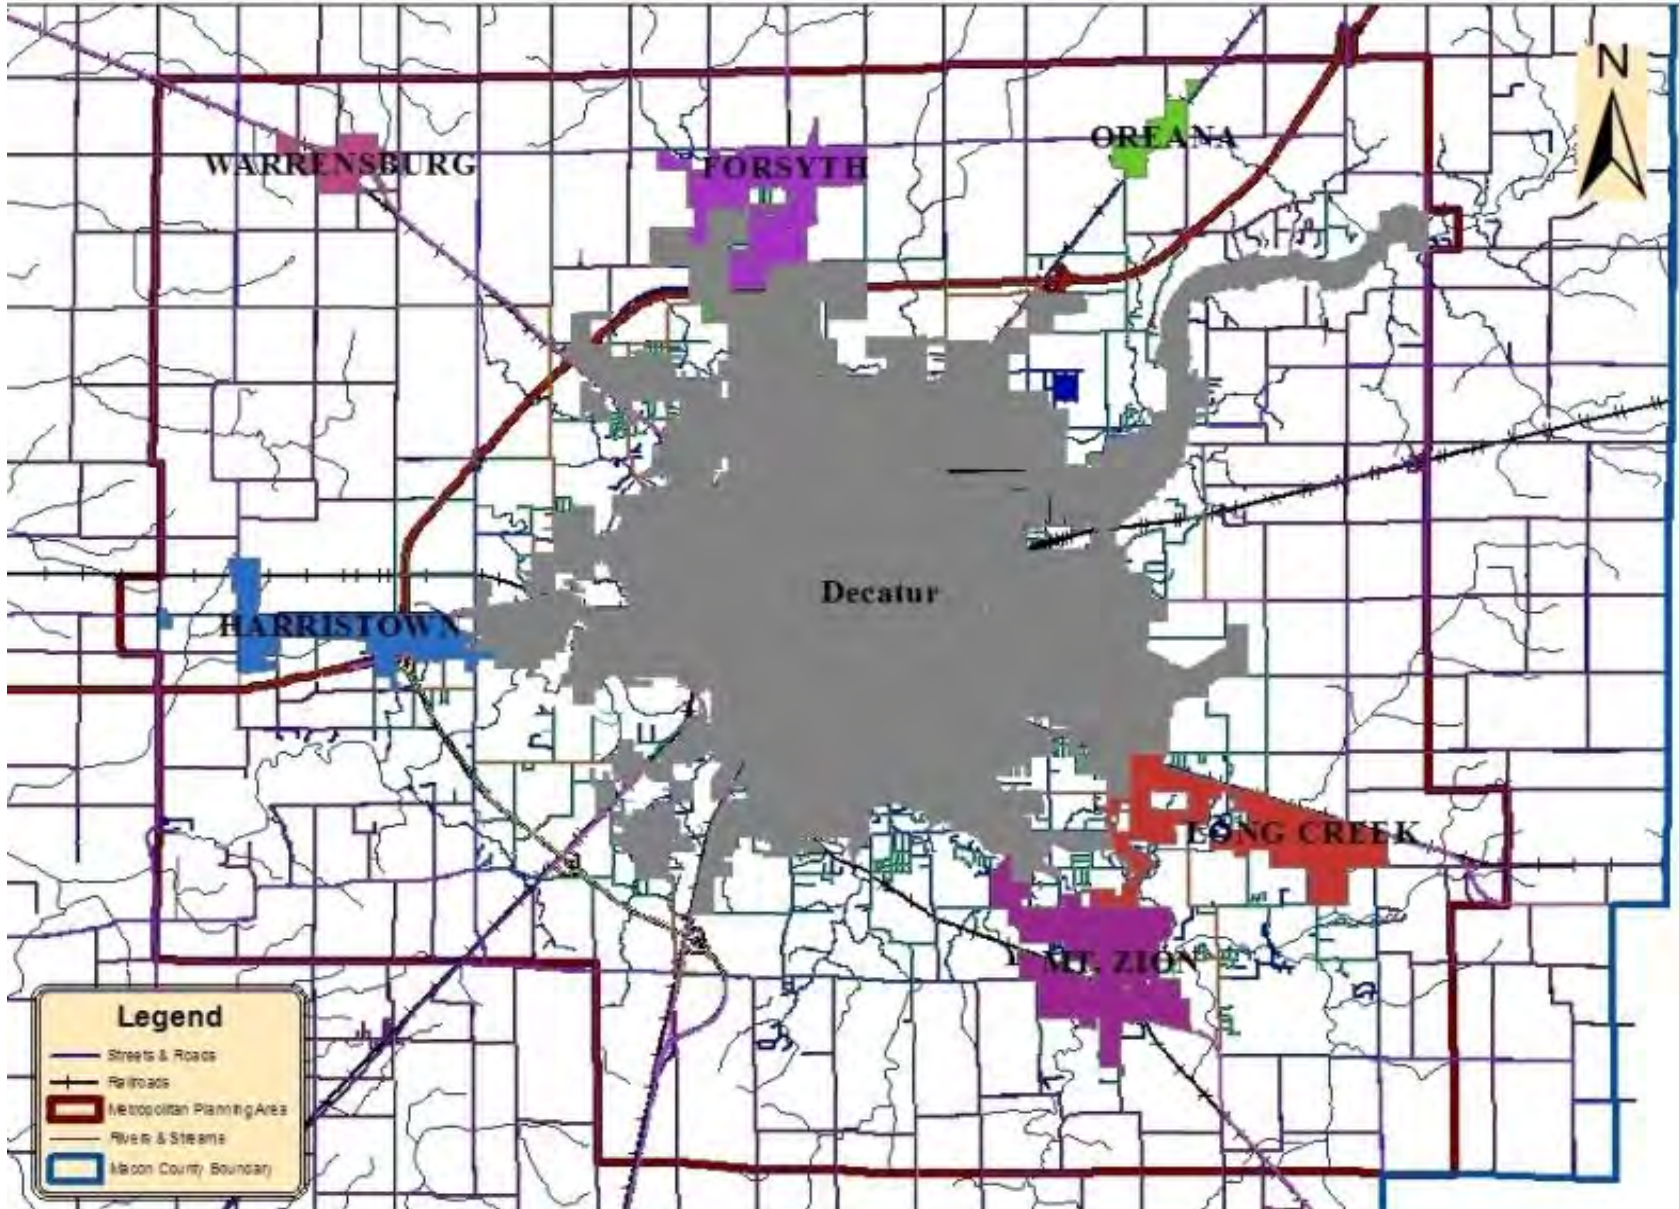 N
WARRENSBURG
FORSYTH
OREANA
Decatur
HARRISTOWN
LONG CREEK
MT. ZION
Legend
Streets & Roads
Railroads
Metropolitan Planning Area
Rivers & Streams
Macon County Boundary